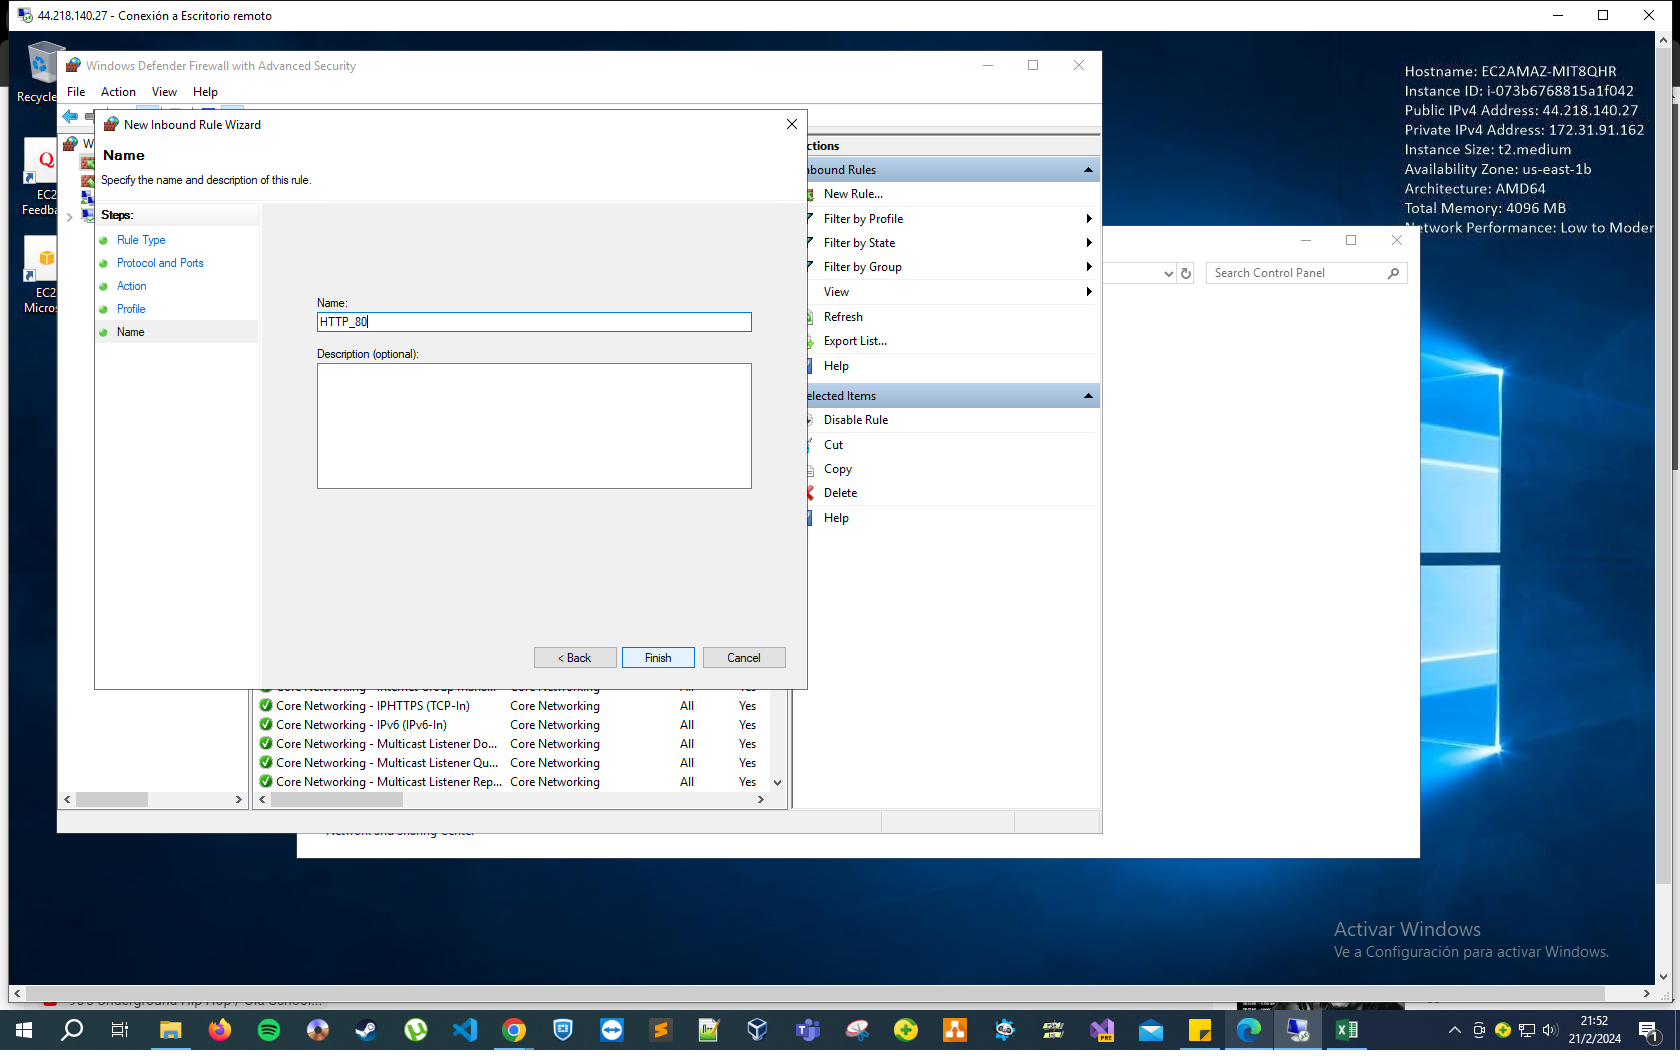 44.218.140.27 - Conexión a Escritorio remoto
Hostname: EC2AMAZ-MIT8QHR
Instance ID: i-073b6768815a1f042
Public IPv4 Address: 44.218.140.27
Private IPv4 Address: 172.31.91.162
Instance Size: t2.medium
Availability Zone: us-east-1b
Architecture: AMD64
Total Memory: 4096 MB
Network Performance: Low to Moder
Recycle
EC2
Feedba
EC2
Micros
Windows Defender Firewall with Advanced Security
File Action View Help
W
New Inbound Rule Wizard
Name
Specify the name and description of this rule.
Steps:
Rule Type
Protocol and Ports
Action
Profile
Name
Name:
HTTP_80
Description (optional):
< Back Finish Cancel
ctions
nbound Rules
New Rule...
Filter by Profile
Filter by State
Filter by Group
View
Refresh
Export List...
Help
elected Items
Disable Rule
Cut
Copy
Delete
Help
Search Control Panel
Core Networking - IPHTTPS (TCP-In) Core Networking All Yes
Core Networking - IPv6 (IPv6-In) Core Networking All Yes
Core Networking - Multicast Listener Do... Core Networking All Yes
Core Networking - Multicast Listener Qu... Core Networking All Yes
Core Networking - Multicast Listener Rep... Core Networking All Yes
Network and Sharing Center
Activar Windows
Ve a Configuración para activar Windows.
21:52
21/2/2024
1